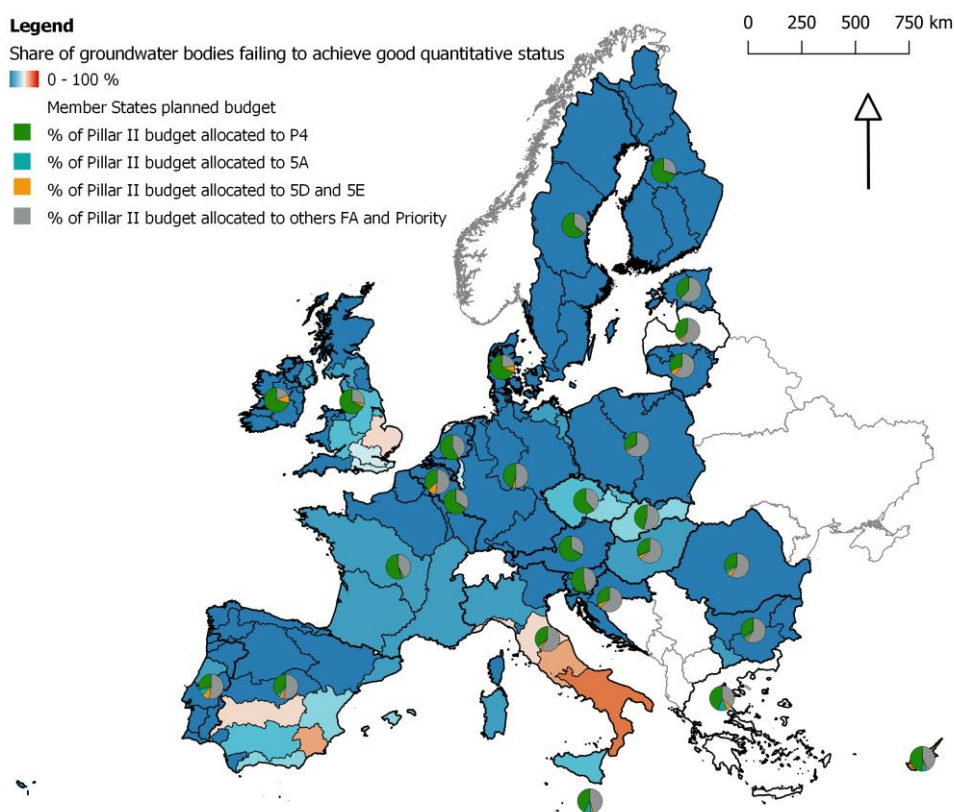 Legend
Share of groundwater bodies failing to achieve good quantitative status
0 - 100 %
Member States planned budget
% of Pillar II budget allocated to P4
% of Pillar II budget allocated to 5A
% of Pillar II budget allocated to 5D and 5E
% of Pillar II budget allocated to others FA and Priority
0 250 500 750 km